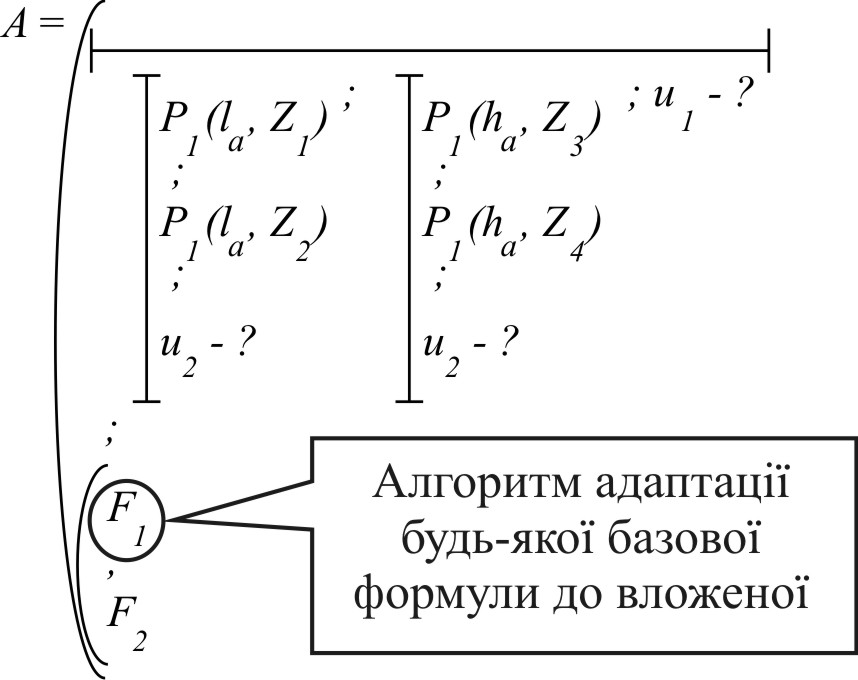 A =
P₁(lₐ, Z₁) ; P₁(hₐ, Z₃) ; u₁ - ?
; ;
P₁(lₐ, Z₂) P₁(hₐ, Z₄)
; ;
u₂ - ? u₂ - ?
;
F₁
,
F₂
Алгоритм адаптації
будь-якої базової
формули до вложеної